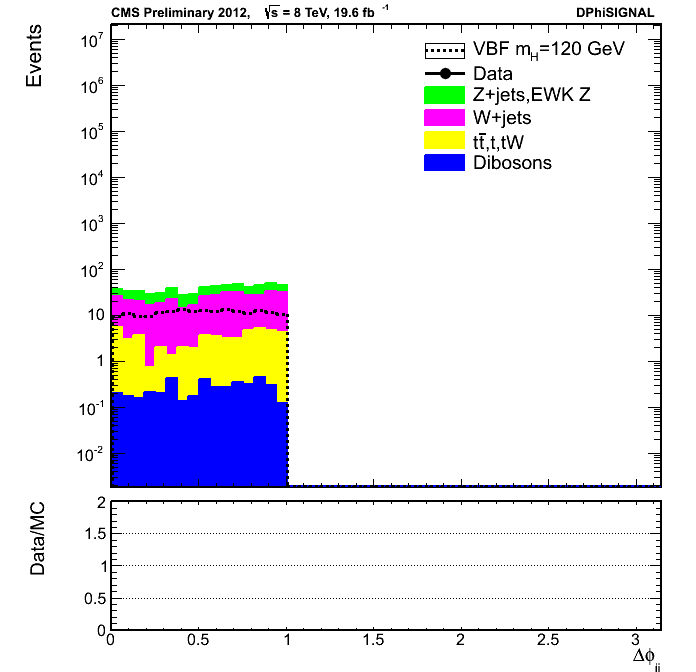 CMS Preliminary 2012, √s = 8 TeV, 19.6 fb⁻¹ DPhiSIGNAL
Events
10⁷
10⁶
10⁵
10⁴
10³
10²
10
1
10⁻¹
10⁻²
VBF m_H=120 GeV
Data
Z+jets,EWK Z
W+jets
tt̄,t,tW
Dibosons
Data/MC
2
1.5
1
0.5
0
0 0.5 1 1.5 2 2.5 3
Δϕ_jj